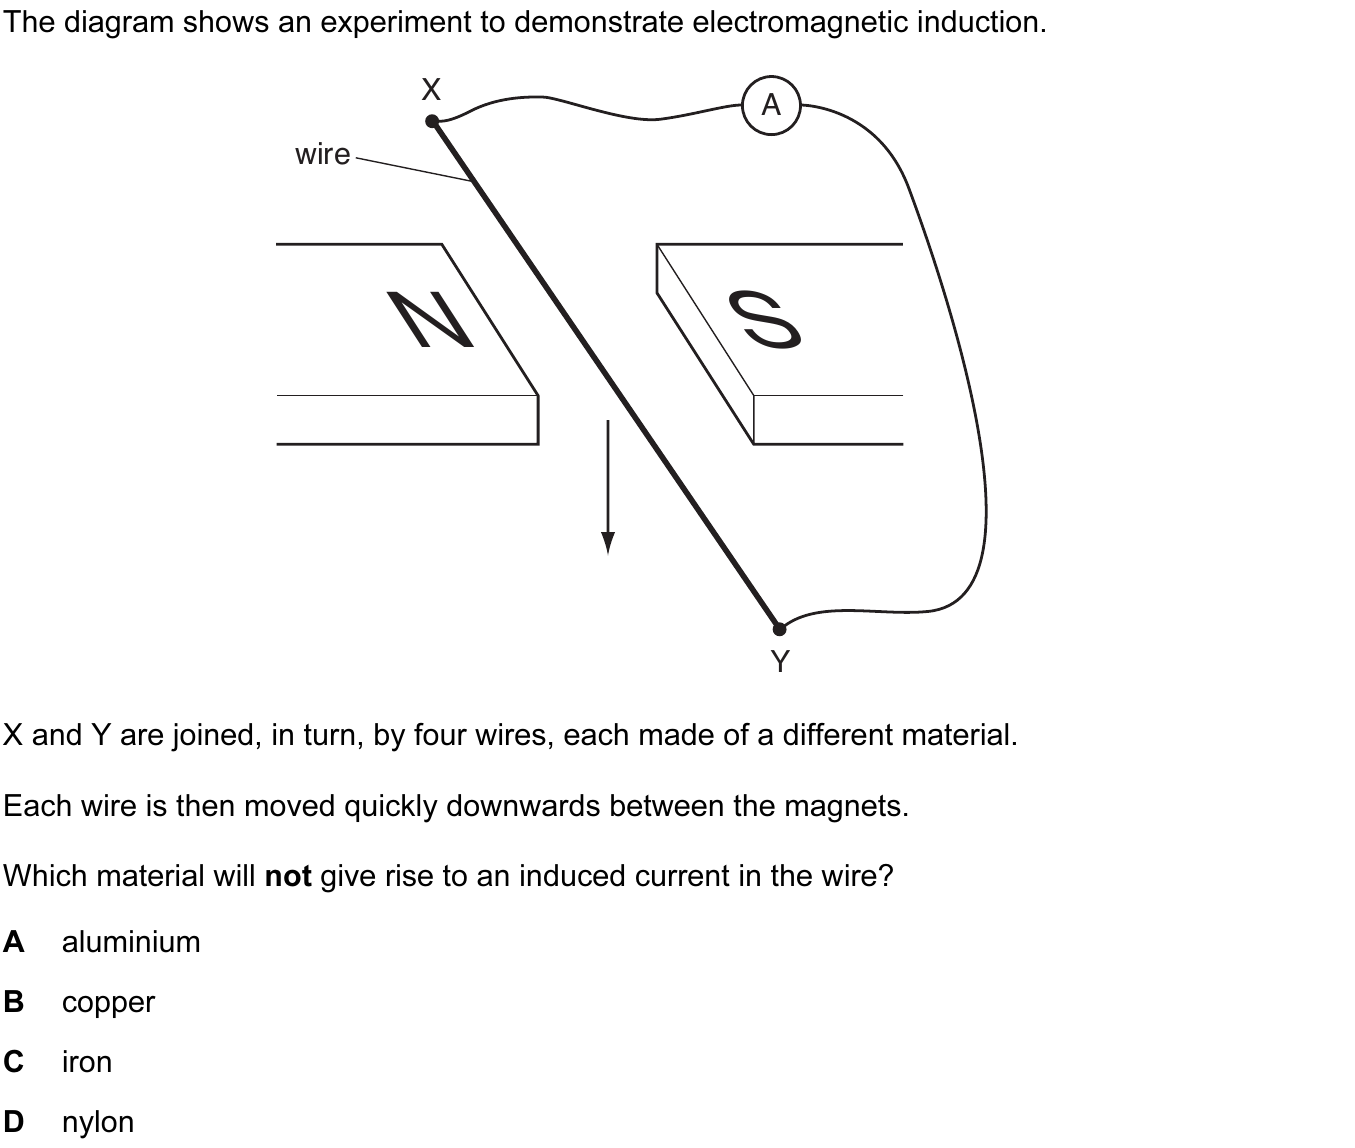 The diagram shows an experiment to demonstrate electromagnetic induction.
X
A
wire
N
S
Y
X and Y are joined, in turn, by four wires, each made of a different material.
Each wire is then moved quickly downwards between the magnets.
Which material will not give rise to an induced current in the wire?
A aluminium
B copper
C iron
D nylon